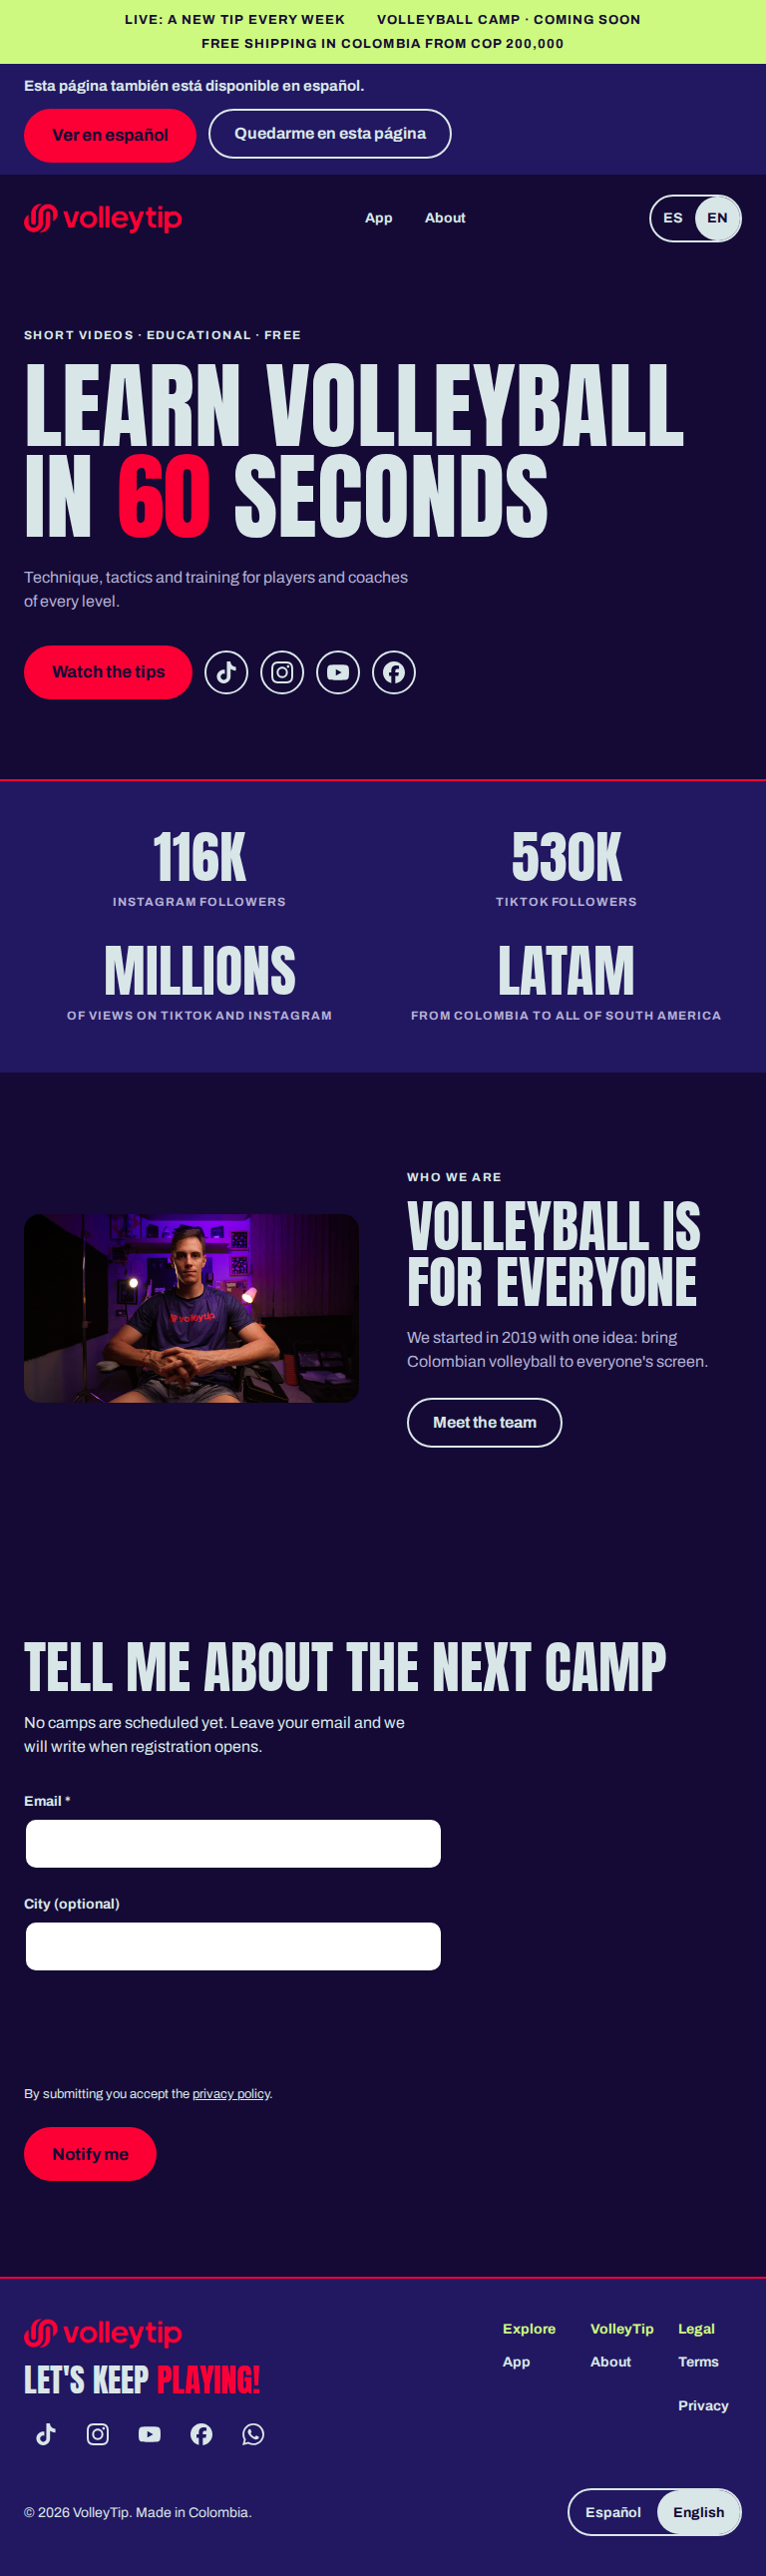 LIVE: A NEW TIP EVERY WEEK VOLLEYBALL CAMP · COMING SOON
FREE SHIPPING IN COLOMBIA FROM COP 200,000
Esta página también está disponible en español.
Ver en español Quedarme en esta página
volleytip App About ES EN
SHORT VIDEOS · EDUCATIONAL · FREE
LEARN VOLLEYBALL
IN 60 SECONDS
Technique, tactics and training for players and coaches
of every level.
Watch the tips
116K 530K
INSTAGRAM FOLLOWERS TIKTOK FOLLOWERS
MILLIONS LATAM
OF VIEWS ON TIKTOK AND INSTAGRAM FROM COLOMBIA TO ALL OF SOUTH AMERICA
WHO WE ARE
VOLLEYBALL IS
FOR EVERYONE
volleytip
We started in 2019 with one idea: bring
Colombian volleyball to everyone's screen.
Meet the team
TELL ME ABOUT THE NEXT CAMP
No camps are scheduled yet. Leave your email and we
will write when registration opens.
Email *
City (optional)
By submitting you accept the privacy policy.
Notify me
volleytip
LET'S KEEP PLAYING!
Explore VolleyTip Legal
App About Terms
Privacy
© 2026 VolleyTip. Made in Colombia.
Español English